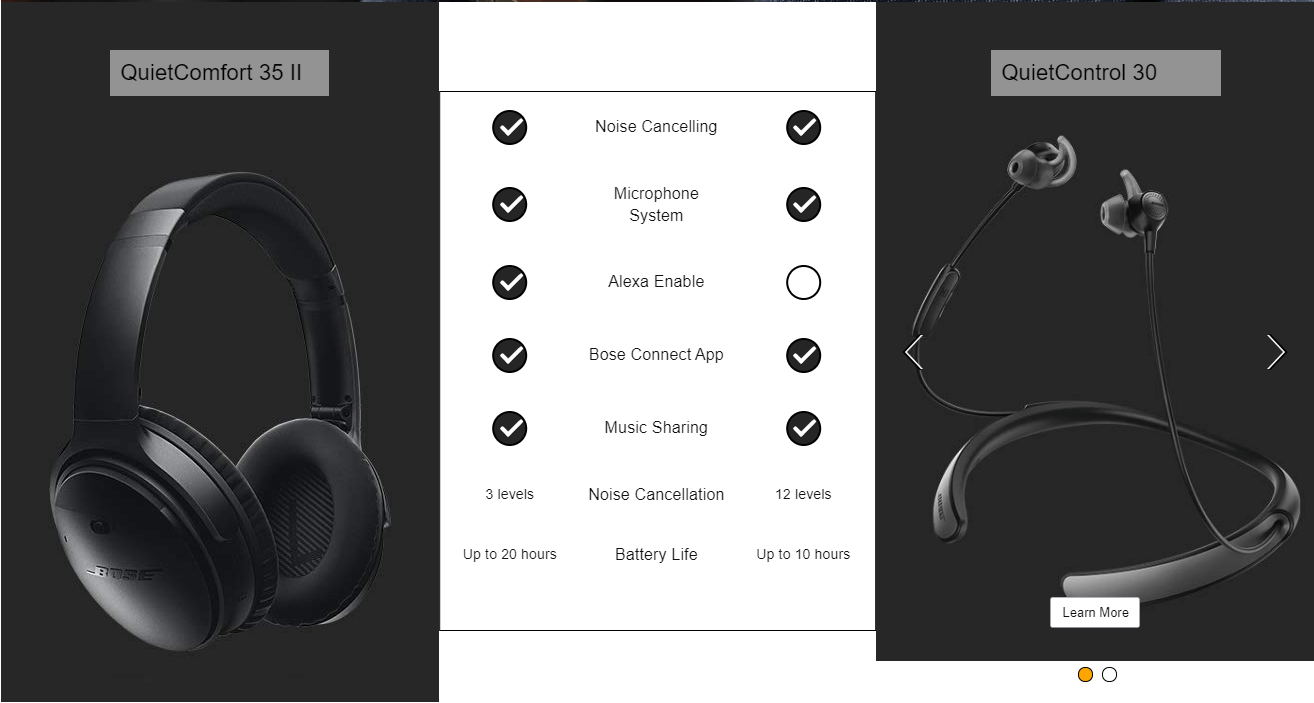 QuietComfort 35 II
BOSE
Noise Cancelling
Microphone
System
Alexa Enable
Bose Connect App
Music Sharing
3 levels Noise Cancellation 12 levels
Up to 20 hours Battery Life Up to 10 hours
QuietControl 30
BOSE
Learn More